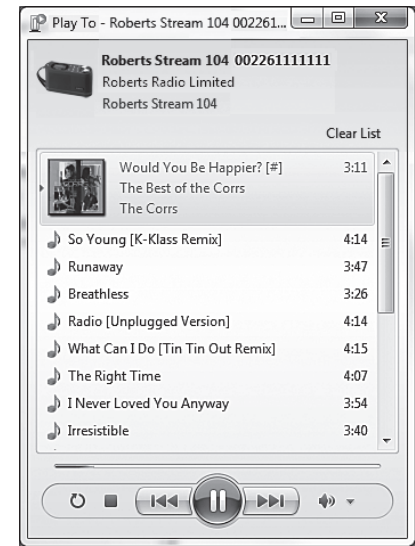 Play To - Roberts Stream 104 002261...
Roberts Stream 104 002261111111
Roberts Radio Limited
Roberts Stream 104
Clear List
Would You Be Happier? [#] 3:11
The Best of the Corrs
The Corrs
So Young [K-Klass Remix] 4:14
Runaway 3:47
Breathless 3:26
Radio [Unplugged Version] 4:14
What Can I Do [Tin Tin Out Remix] 4:15
The Right Time 4:07
I Never Loved You Anyway 3:54
Irresistible 3:40